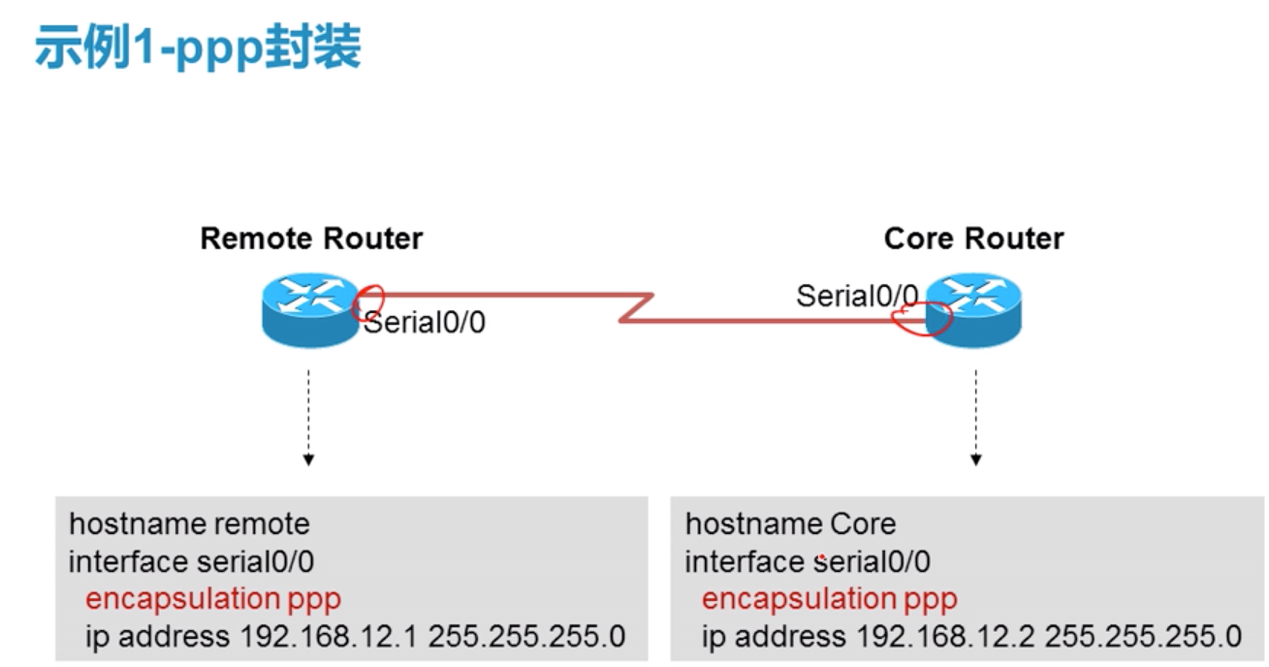 示例1-ppp封装
Remote Router
Core Router
Serial0/0
Serial0/0
hostname remote
interface serial0/0
encapsulation ppp
ip address 192.168.12.1 255.255.255.0
hostname Core
interface serial0/0
encapsulation ppp
ip address 192.168.12.2 255.255.255.0